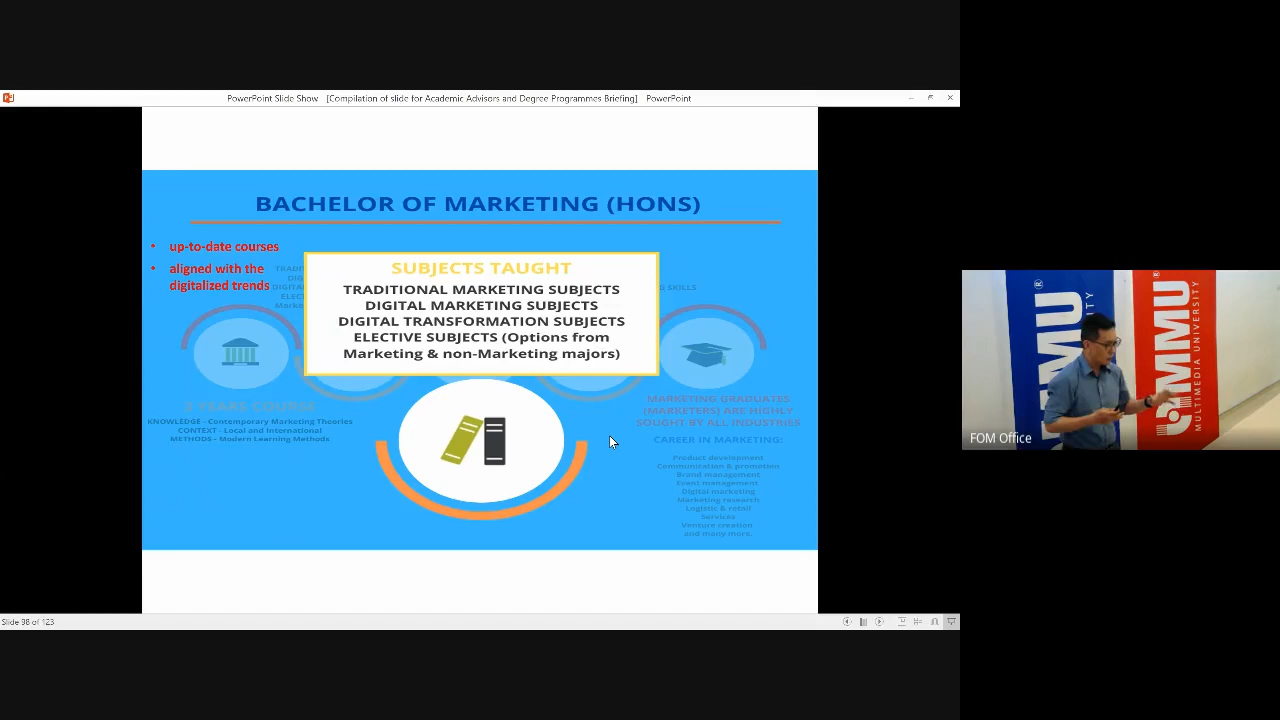 PowerPoint Slide Show - [Compilation of slide for Academic Advisors and Degree Programmes Briefing] - PowerPoint
BACHELOR OF MARKETING (HONS)
• up-to-date courses
• aligned with the
digitalized trends
SUBJECTS TAUGHT
TRADITIONAL MARKETING SUBJECTS
DIGITAL MARKETING SUBJECTS
DIGITAL TRANSFORMATION SUBJECTS
ELECTIVE SUBJECTS (Options from
Marketing & non-Marketing majors)
SKILLS
3 YEARS COURSE
KNOWLEDGE - Contemporary Marketing Theories
CONTEXT - Local and International
METHODS - Modern Learning Methods
MARKETING GRADUATES
(MARKETERS) ARE HIGHLY
SOUGHT BY ALL INDUSTRIES
CAREER IN MARKETING:
Product development
Communication & promotion
Brand management
Event management
Digital marketing
Marketing research
Logistic & retail
Services
Venture creation
and many more.
Slide 98 of 123
MMU
MMU
MULTIMEDIA UNIVERSITY
FOM Office